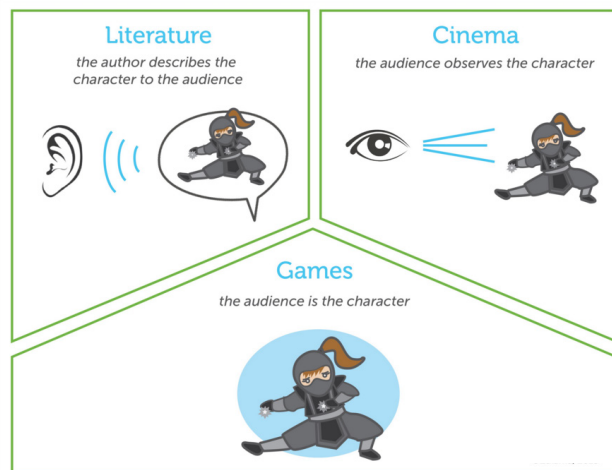 Literature
the author describes the
character to the audience
Cinema
the audience observes the character
Games
the audience is the character